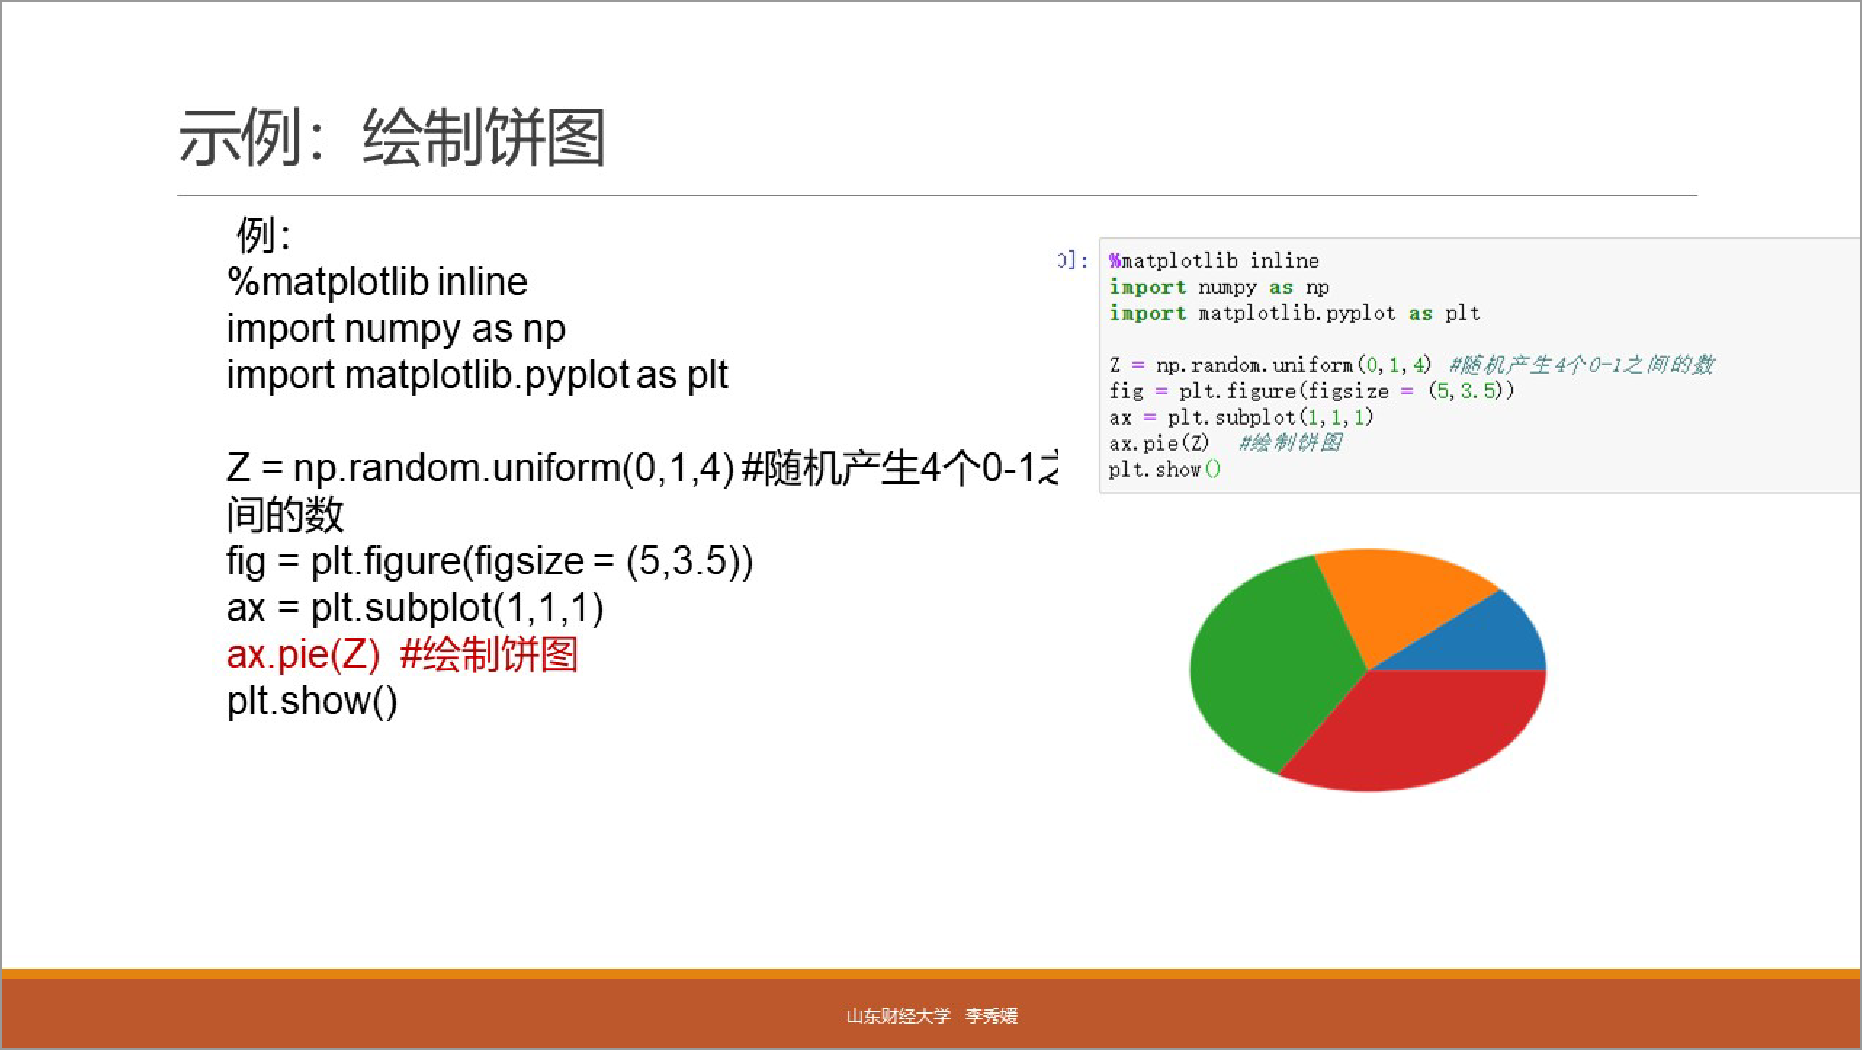 示例：绘制饼图
例：
%matplotlib inline
import numpy as np
import matplotlib.pyplot as plt
Z = np.random.uniform(0,1,4) #随机产生4个0-1之
间的数
fig = plt.figure(figsize = (5,3.5))
ax = plt.subplot(1,1,1)
ax.pie(Z)  #绘制饼图
plt.show()
]:
%matplotlib inline
import numpy as np
import matplotlib.pyplot as plt
Z = np.random.uniform(0,1,4) #随机产生4个0-1之间的数
fig = plt.figure(figsize = (5,3.5))
ax = plt.subplot(1,1,1)
ax.pie(Z)  #绘制饼图
plt.show()
山东财经大学  李秀媛